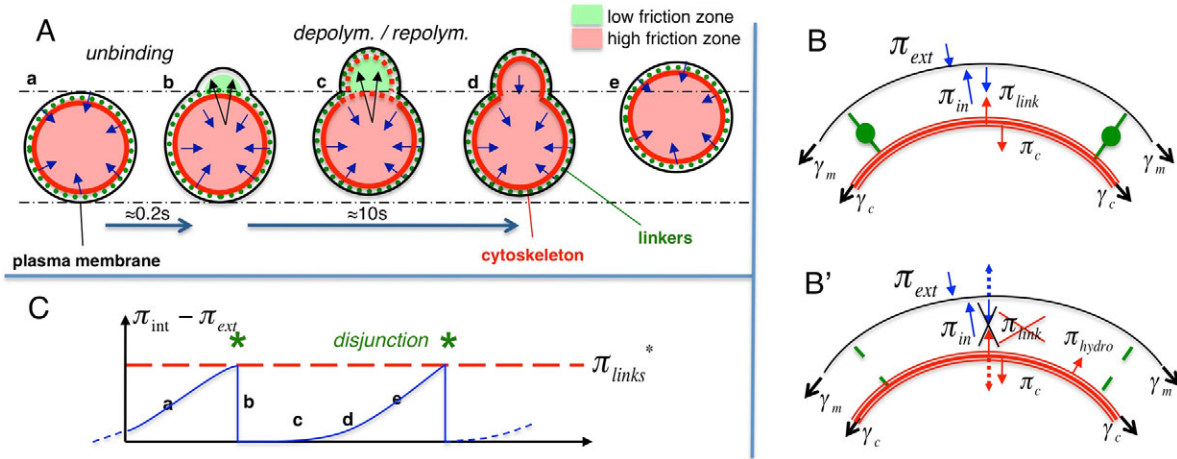 A
unbinding
depolym. / repolym.
low friction zone
high friction zone
a
b
c
d
e
≈0.2s
≈10s
plasma membrane
cytoskeleton
linkers
B
π_ext
π_in
π_link
π_c
γ_m
γ_m
γ_c
γ_c
B'
π_ext
π_in
π_link
π_hydro
π_c
γ_m
γ_m
γ_c
γ_c
C
π_int − π_ext
* disjunction *
π_links*
a
b
c
d
e